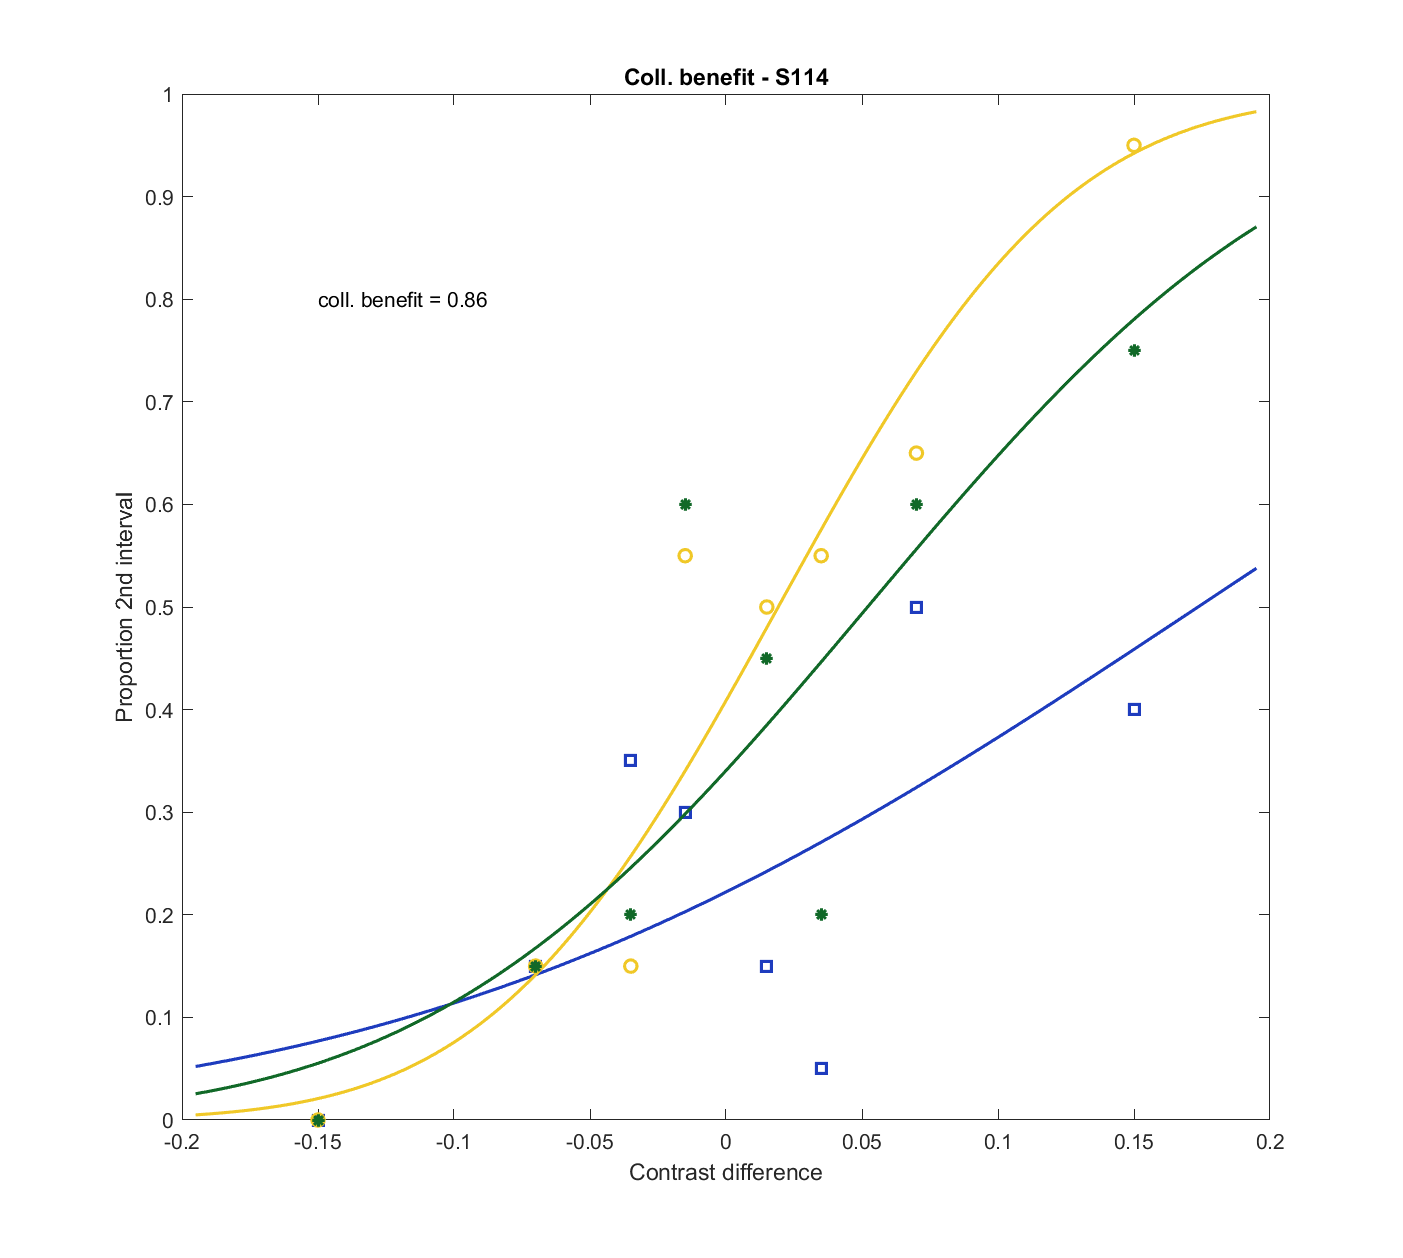 Coll. benefit - S114
1
0.9
0.8
0.7
0.6
0.5
0.4
0.3
0.2
0.1
0
coll. benefit = 0.86
Proportion 2nd interval
-0.2 -0.15 -0.1 -0.05 0 0.05 0.1 0.15 0.2
Contrast difference